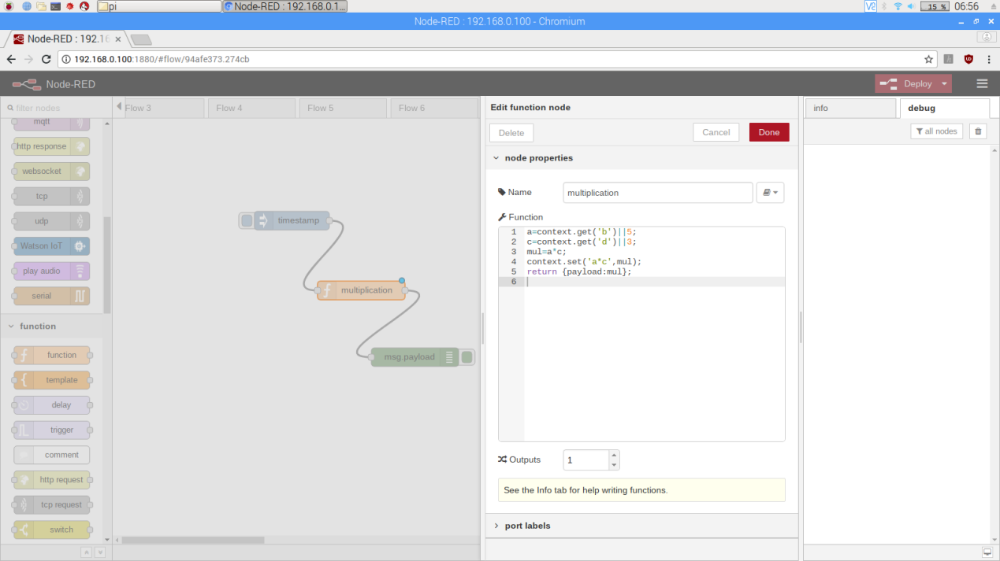 pi
Node-RED : 192.168.0.1...
15 %
06:56
Node-RED : 192.168.0.100 - Chromium
Node-RED : 192.16
192.168.0.100:1880/#flow/94afe373.274cb
Node-RED
Deploy
filter nodes
Flow 3
Flow 4
Flow 5
Flow 6
mqtt
http response
websocket
tcp
udp
Watson IoT
play audio
serial
function
function
template
delay
trigger
comment
http request
tcp request
switch
timestamp
multiplication
msg.payload
Edit function node
Delete
Cancel
Done
node properties
Name
multiplication
Function
1 a=context.get('b')||5;
2 c=context.get('d')||3;
3 mul=a*c;
4 context.set('a*c',mul);
5 return {payload:mul};
6
Outputs
1
See the Info tab for help writing functions.
port labels
info
debug
all nodes